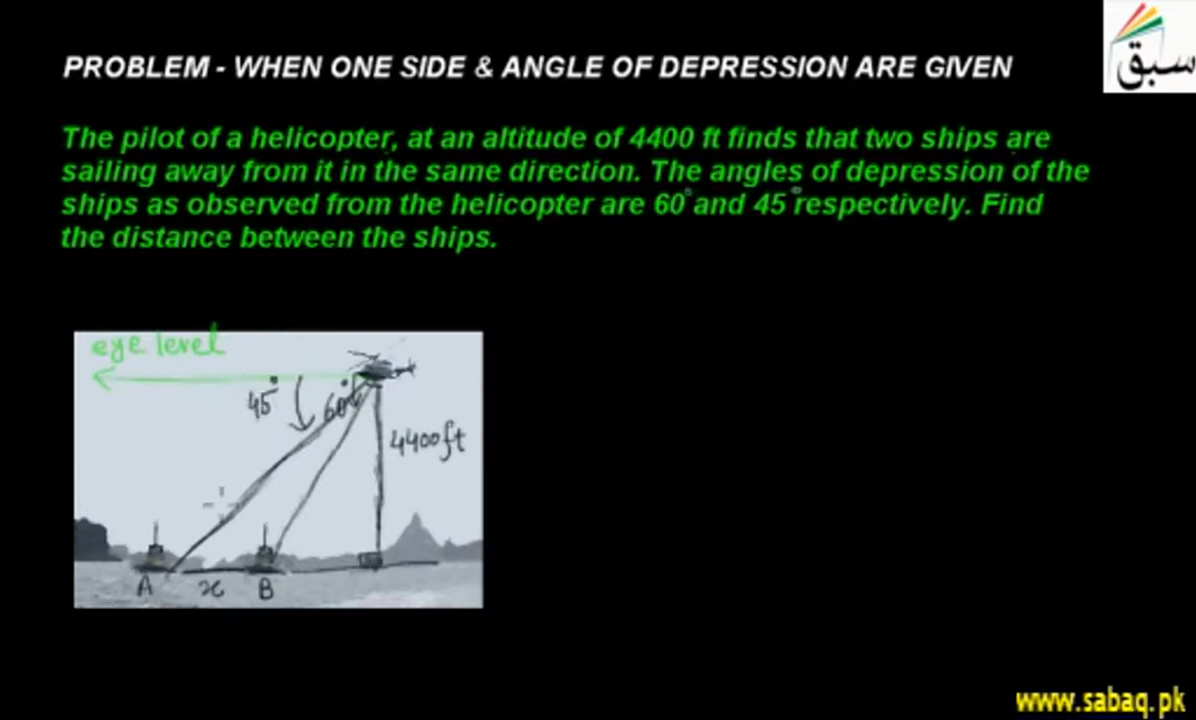 PROBLEM - WHEN ONE SIDE & ANGLE OF DEPRESSION ARE GIVEN
سبق
The pilot of a helicopter, at an altitude of 4400 ft finds that two ships are
sailing away from it in the same direction. The angles of depression of the
ships as observed from the helicopter are 60° and 45° respectively. Find
the distance between the ships.
eye level
45° 60°
4400ft
A x B
www.sabaq.pk